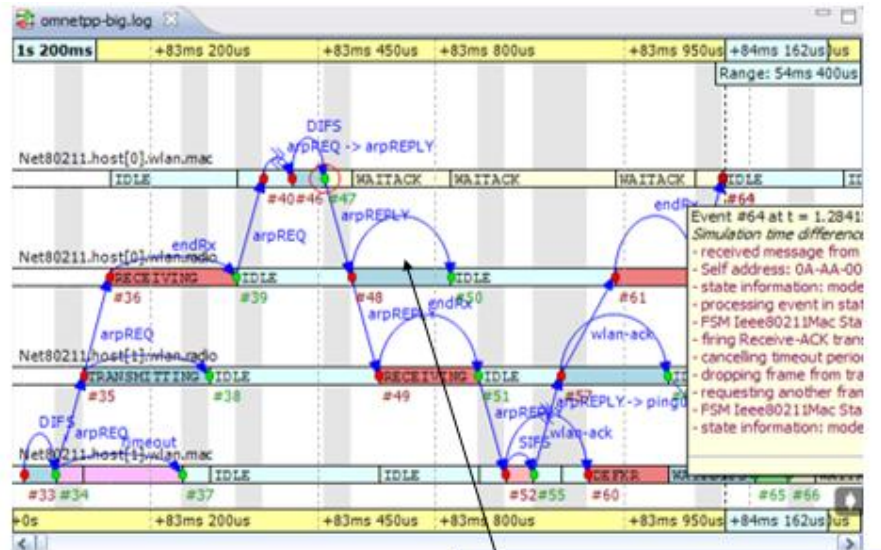 omnetpp-big.log
1s 200ms +83ms 200us +83ms 450us +83ms 800us +83ms 950us +84ms 162us us
Range: 54ms 400us
DIFS
arpREQ -> arpREPLY
Net80211.host[0].wlan.mac
IDLE WAITACK WAITACK WAITACK IDLE
#40 #46 #47 #64
arpREPLY endRx
endRx arpREQ
Net80211.host[0].wlan.radio
RECEIVING IDLE IDLE
#36 #39 #48 #50 #61
arpREQ arpREPLY endRx wlan-ack
Net80211.host[1].wlan.radio
TRANSMITTING IDLE RECEIVING IDLE
#35 #38 #49 #51 #57
arpREPLY arpREPLY-> ping
DIFS arpREQ timeout SIFS wlan-ack
Net80211.host[1].wlan.mac
IDLE IDLE DEFER
#33 #34 #37 #52 #55 #60 #65 #66
+0s +83ms 200us +83ms 450us +83ms 800us +83ms 950us +84ms 162us us
Event #64 at t = 1.2841
Simulation time difference
- received message from
- Self address: 0A-AA-00
- state information: mode
- processing event in stat
- FSM Ieee80211Mac Sta
- firing Receive-ACK tran
- cancelling timeout perio
- dropping frame from tra
- requesting another fran
- FSM Ieee80211Mac Sta
- state information: mode